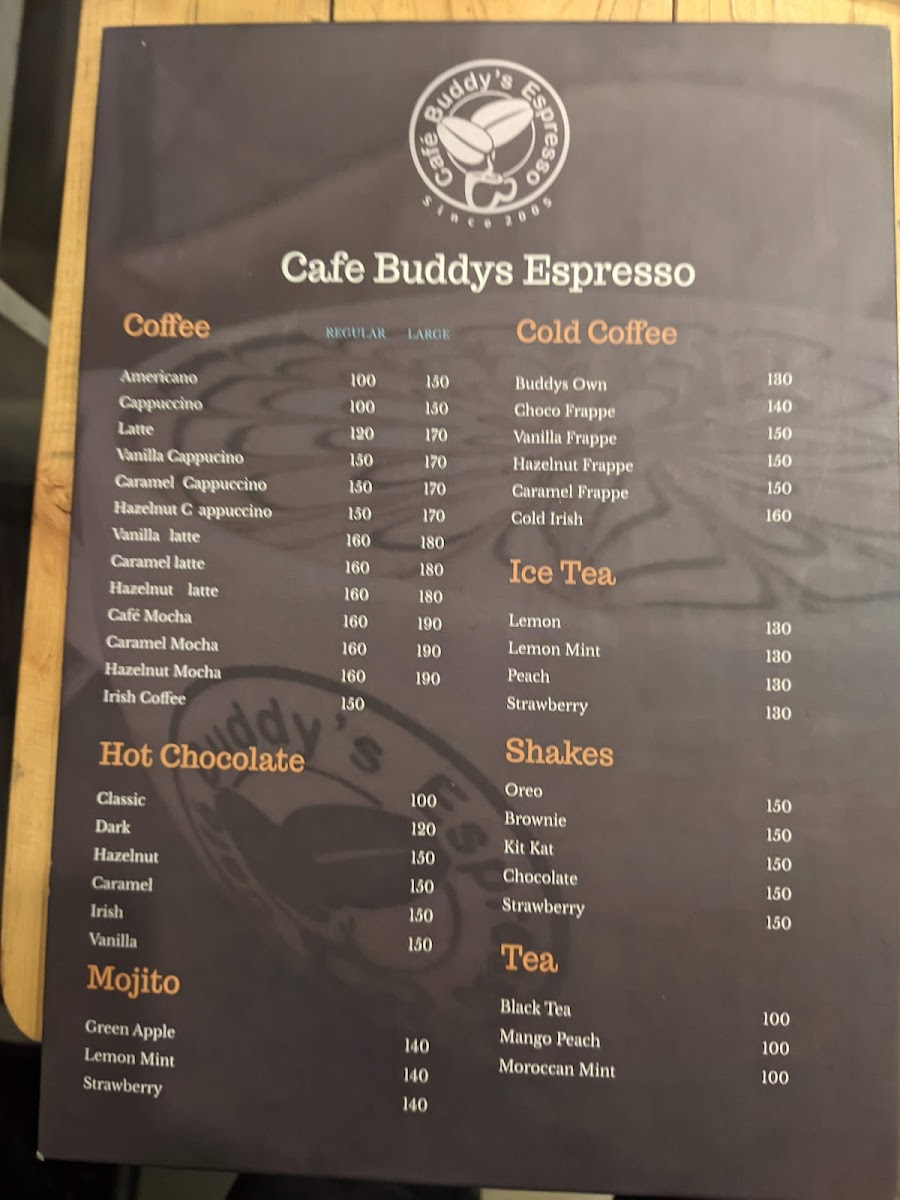 Café Buddy's Espresso
Since 2005
Cafe Buddys Espresso
Coffee REGULAR LARGE
Americano 100 150
Cappuccino 100 150
Latte 120 170
Vanilla Cappucino 150 170
Caramel Cappuccino 150 170
Hazelnut C appuccino 150 170
Vanilla latte 160 180
Caramel latte 160 180
Hazelnut latte 160 180
Café Mocha 160 190
Caramel Mocha 160 190
Hazelnut Mocha 160 190
Irish Coffee 150
Hot Chocolate
Classic 100
Dark 120
Hazelnut 150
Caramel 150
Irish 150
Vanilla 150
Mojito
Green Apple 140
Lemon Mint 140
Strawberry 140
Cold Coffee
Buddys Own 130
Choco Frappe 140
Vanilla Frappe 150
Hazelnut Frappe 150
Caramel Frappe 150
Cold Irish 160
Ice Tea
Lemon 130
Lemon Mint 130
Peach 130
Strawberry 130
Shakes
Oreo 150
Brownie 150
Kit Kat 150
Chocolate 150
Strawberry 150
Tea
Black Tea 100
Mango Peach 100
Moroccan Mint 100